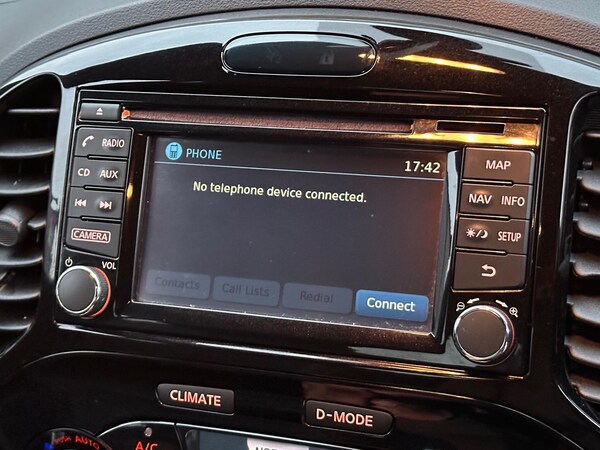 PHONE
17:42
No telephone device connected.
Contacts
Call Lists
Redial
Connect
RADIO
CD AUX
CAMERA
VOL
MAP
NAV INFO
SETUP
CLIMATE
D-MODE
A/C